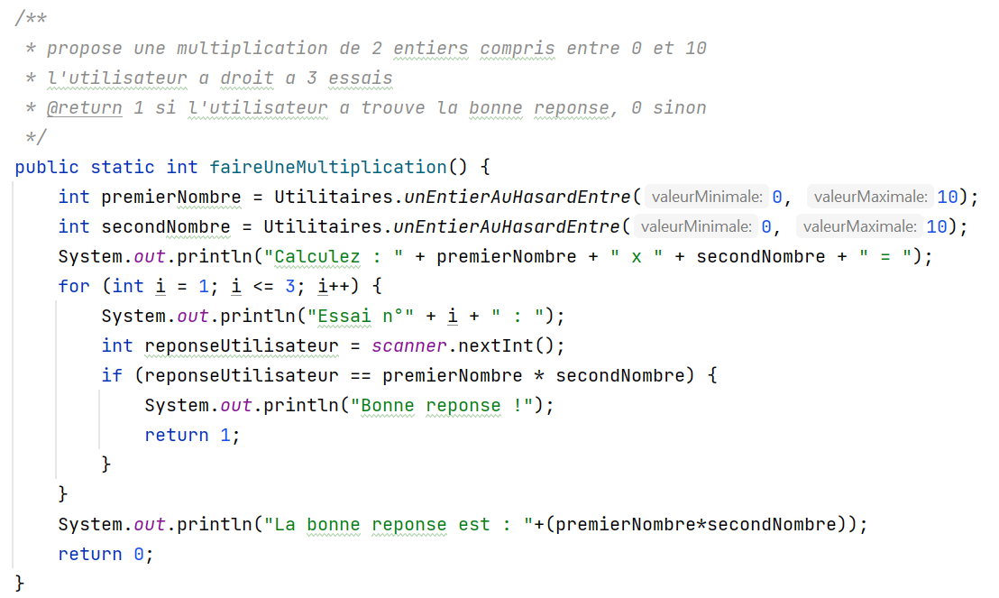 /**
 * propose une multiplication de 2 entiers compris entre 0 et 10
 * l'utilisateur a droit a 3 essais
 * @return 1 si l'utilisateur a trouve la bonne reponse, 0 sinon
 */
public static int faireUneMultiplication() {
    int premierNombre = Utilitaires.unEntierAuHasardEntre( valeurMinimale: 0, valeurMaximale: 10);
    int secondNombre = Utilitaires.unEntierAuHasardEntre( valeurMinimale: 0, valeurMaximale: 10);
    System.out.println("Calculez : " + premierNombre + " x " + secondNombre + " = ");
    for (int i = 1; i <= 3; i++) {
        System.out.println("Essai n°" + i + " : ");
        int reponseUtilisateur = scanner.nextInt();
        if (reponseUtilisateur == premierNombre * secondNombre) {
            System.out.println("Bonne reponse !");
            return 1;
        }
    }
    System.out.println("La bonne reponse est : "+(premierNombre*secondNombre));
    return 0;
}